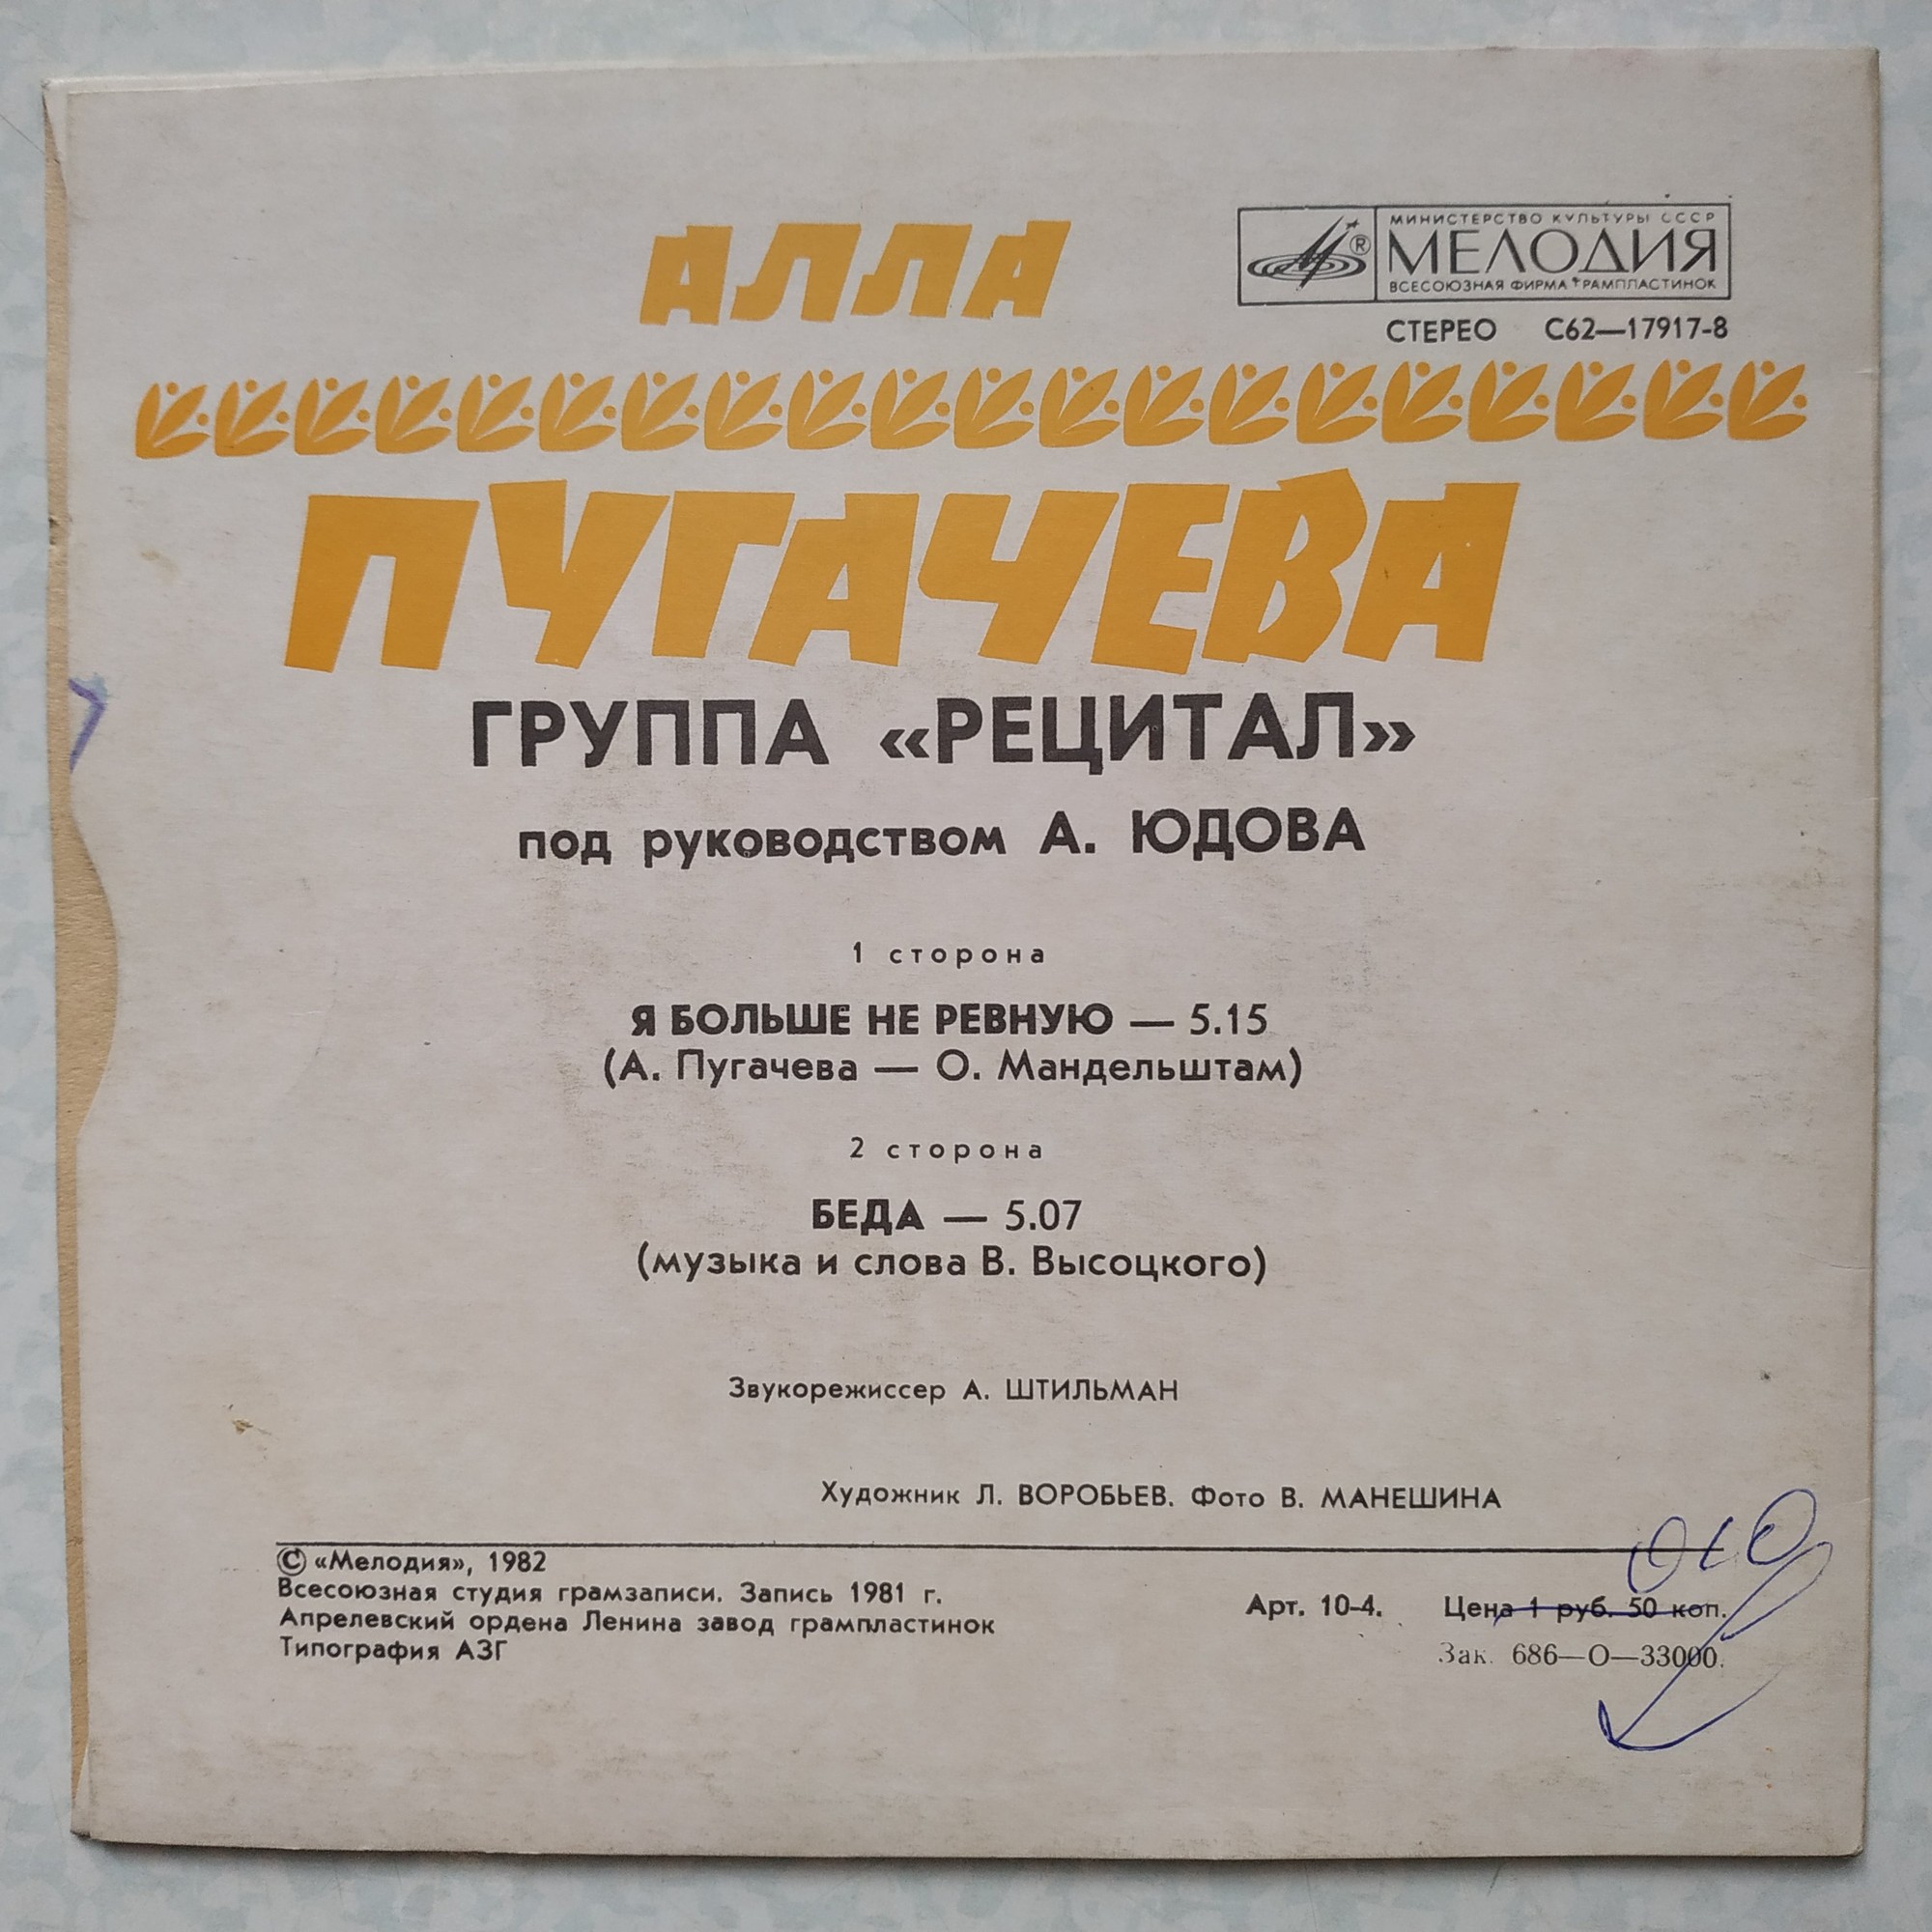 АЛЛА
МИНИСТЕРСТВО КУЛЬТУРЫ СССР
МЕЛОДИЯ
ВСЕСОЮЗНАЯ ФИРМА ГРАМПЛАСТИНОК
®
СТЕРЕО С62—17917-8
ПУГАЧЕВА
ГРУППА «РЕЦИТАЛ»
под руководством А. ЮДОВА
1 сторона
Я БОЛЬШЕ НЕ РЕВНУЮ — 5.15
(А. Пугачева — О. Мандельштам)
2 сторона
БЕДА — 5.07
(музыка и слова В. Высоцкого)
Звукорежиссер А. ШТИЛЬМАН
Художник Л. ВОРОБЬЕВ. Фото В. МАНЕШИНА
© «Мелодия», 1982
Всесоюзная студия грамзаписи. Запись 1981 г.
Апрелевский ордена Ленина завод грампластинок
Типография АЗГ
Арт. 10-4. Цена 1 руб. 50 коп.
Зак. 686—О—33000.